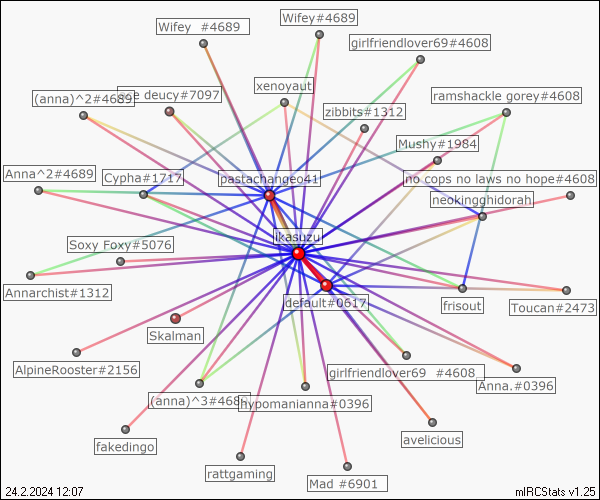 Wifey #4689
Wifey#4689
girlfriendlover69#4608
xenoyaut
(anna)^2#4689
deucy#7097
ramshackle gorey#4608
zibbits#1312
Mushy#1984
Anna^2#4689
Cypha#1717
bastachangeo41
no cops no laws no hope#4608
neokingghidorah
ikasuzu
Soxy Foxy#5076
Annarchist#1312
default#0617
frisout
Toucan#2473
Skalman
AlpineRooster#2156
girlfriendlover69 #4608
Anna.#0396
(anna)^3#468
hypomanianna#0396
avelicious
fakedingo
rattgaming
Mad #6901
24.2.2024 12:07
mIRCStats v1.25